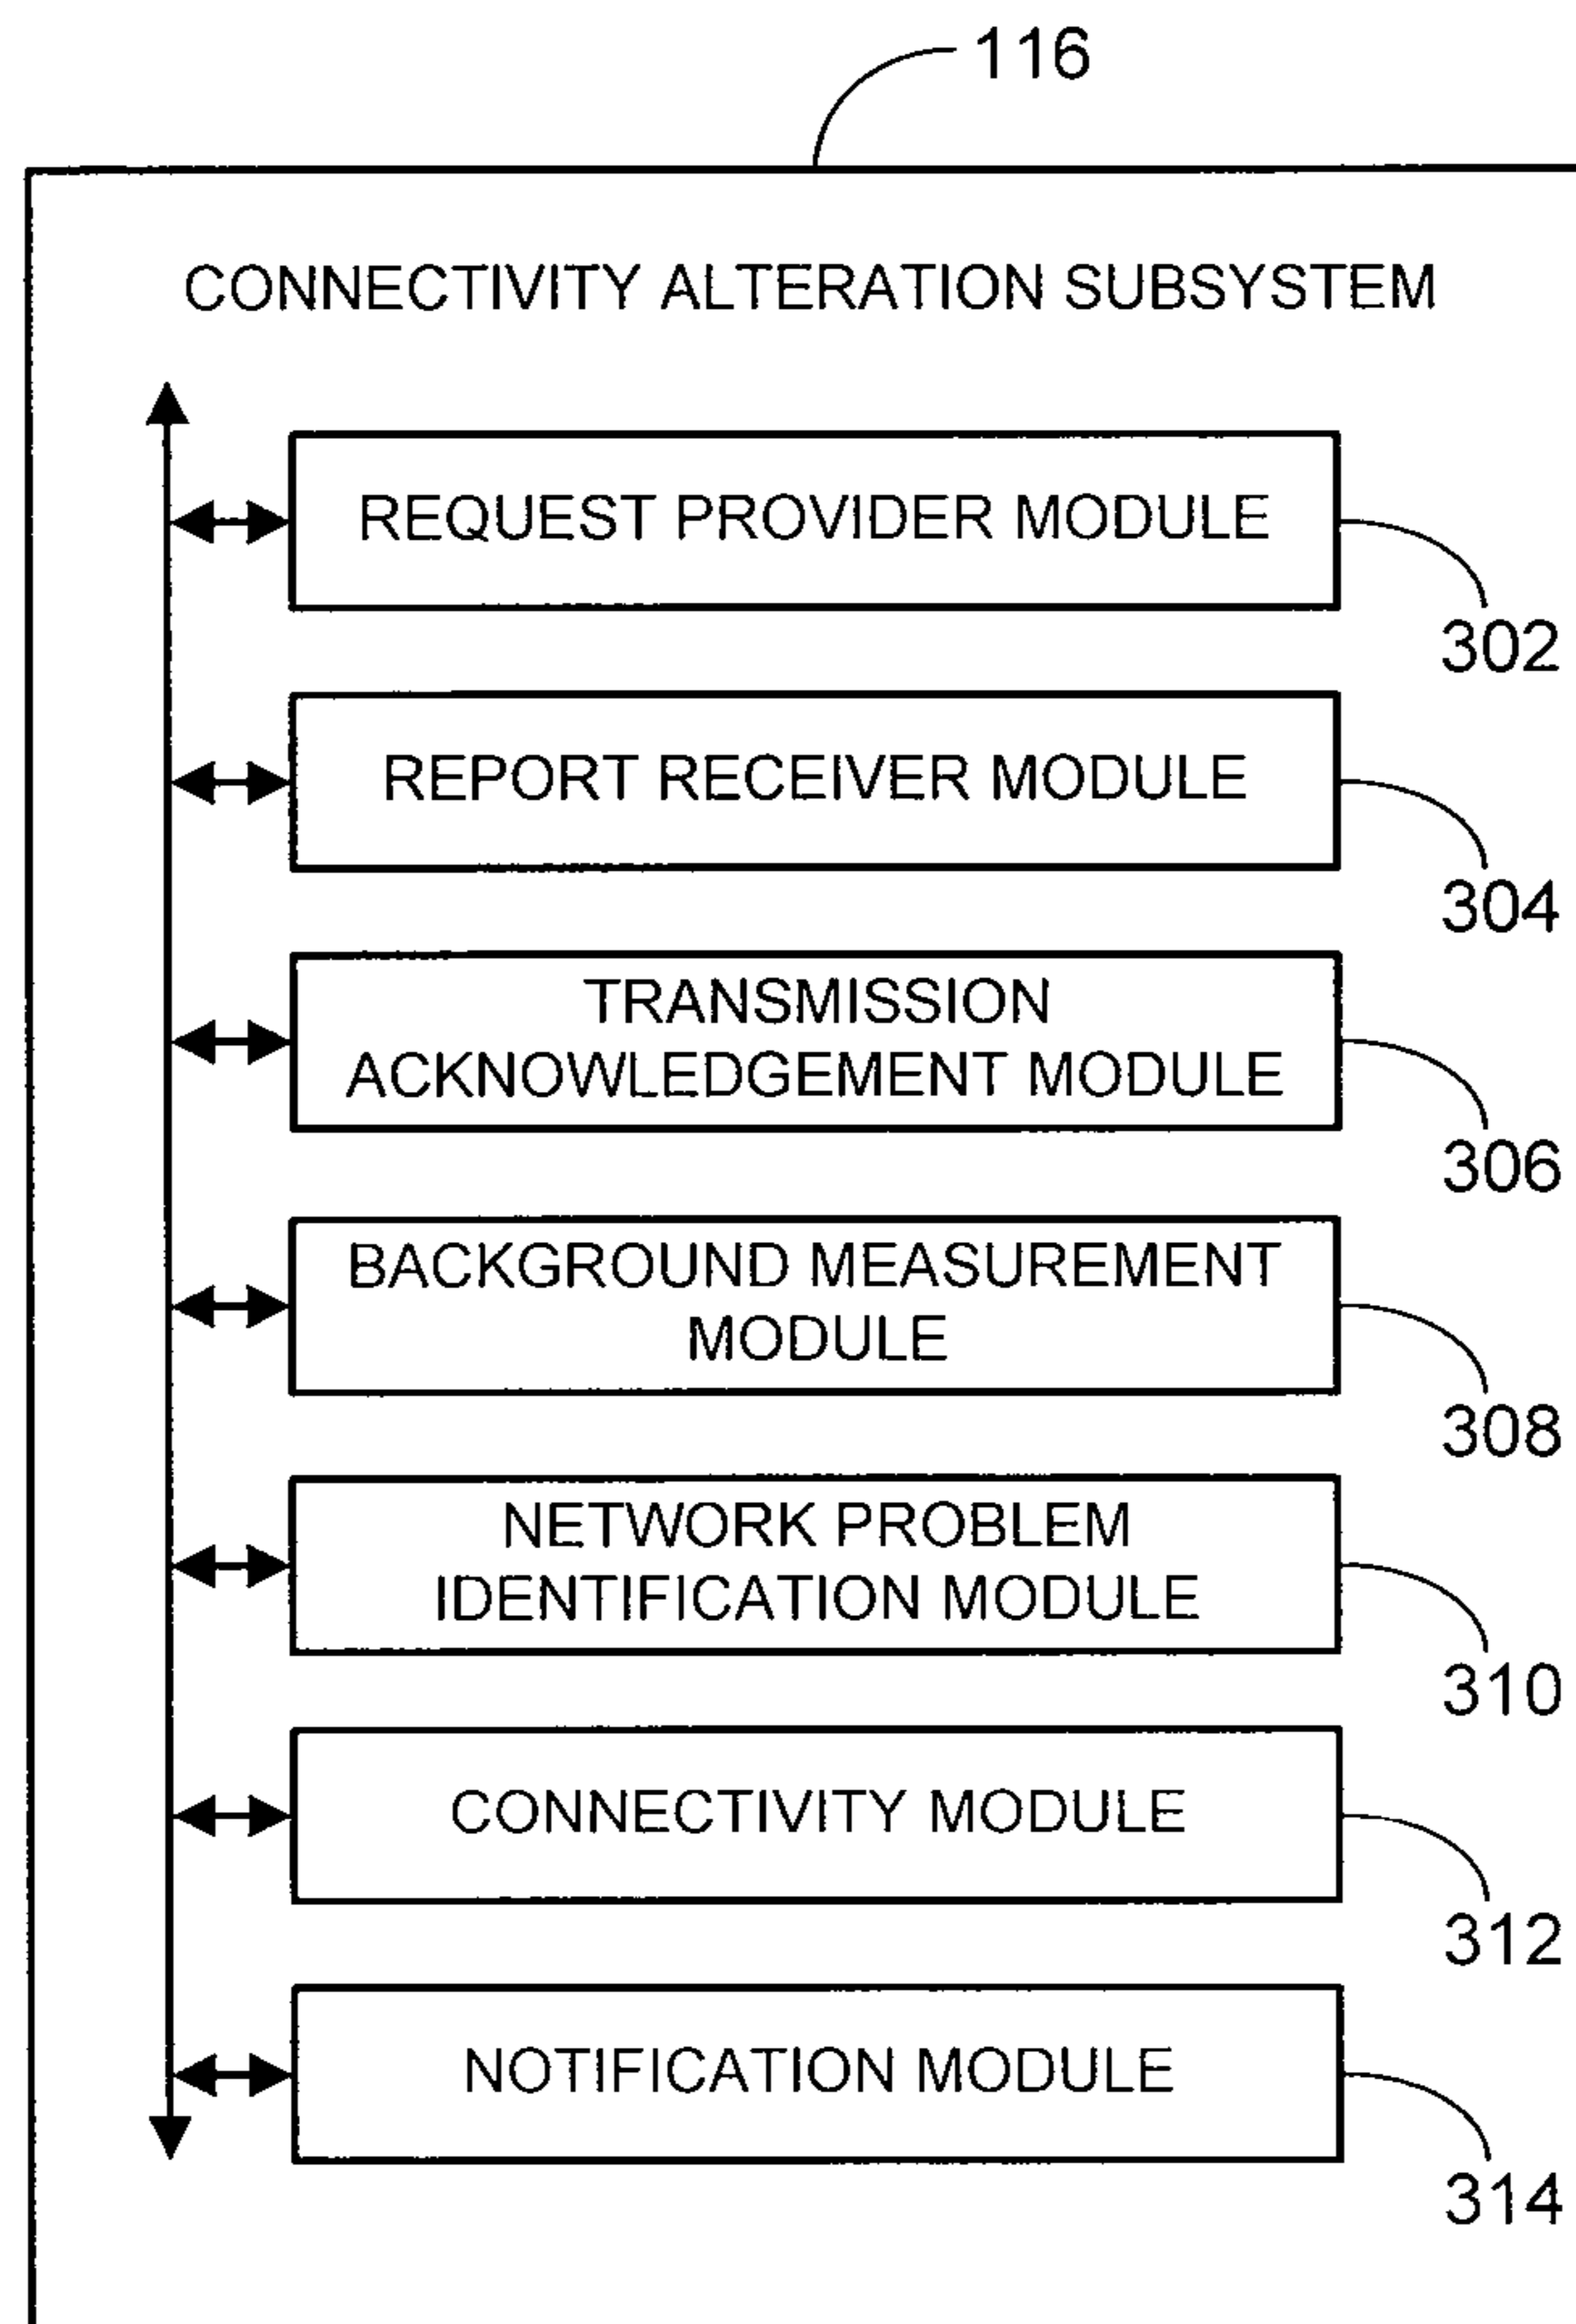 116
CONNECTIVITY ALTERATION SUBSYSTEM
REQUEST PROVIDER MODULE
302
REPORT RECEIVER MODULE
304
TRANSMISSION
ACKNOWLEDGEMENT MODULE
306
BACKGROUND MEASUREMENT
MODULE
308
NETWORK PROBLEM
IDENTIFICATION MODULE
310
CONNECTIVITY MODULE
312
NOTIFICATION MODULE
314